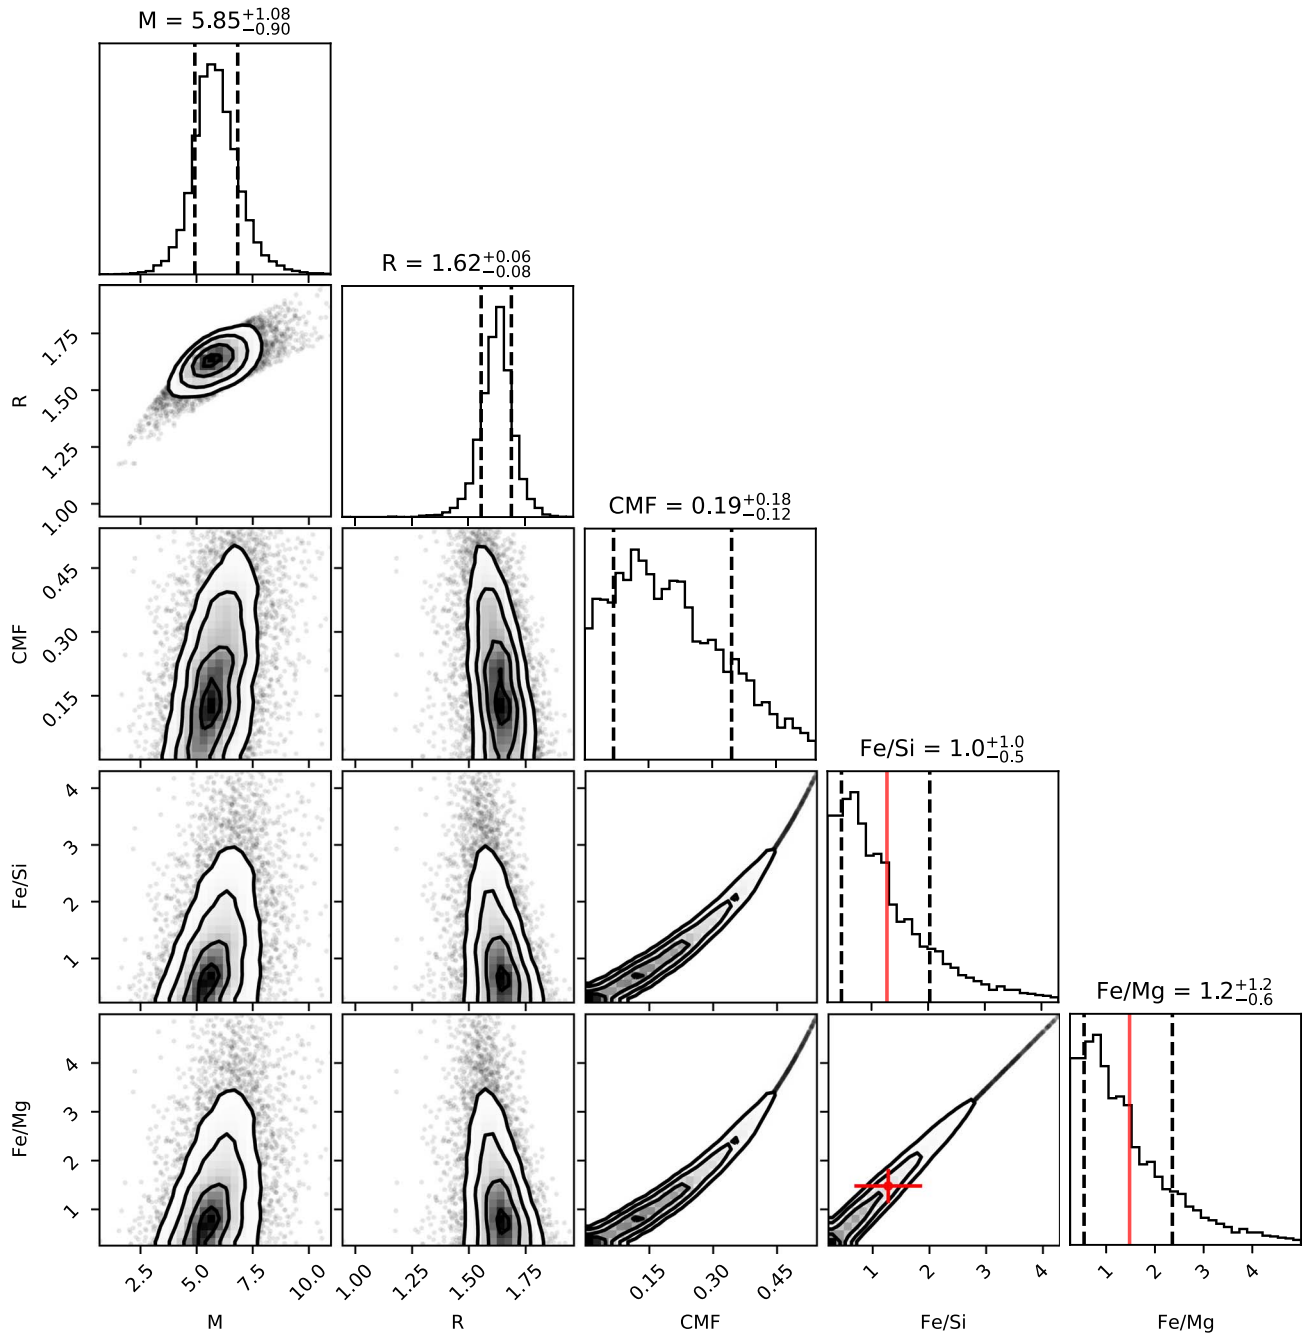 M = 5.85+1.08 −0.90
R = 1.62+0.06 −0.08
1.75
1.50
1.25
1.00
R
CMF = 0.19+0.18 −0.12
0.45
0.30
0.15
CMF
Fe/Si = 1.0+1.0 −0.5
4
3
2
1
Fe/Si
Fe/Mg = 1.2+1.2 −0.6
4
3
2
1
Fe/Mg
2.5 5.0 7.5 10.0 1.00 1.25 1.50 1.75 0.15 0.30 0.45 1 2 3 4 1 2 3 4
M R CMF Fe/Si Fe/Mg